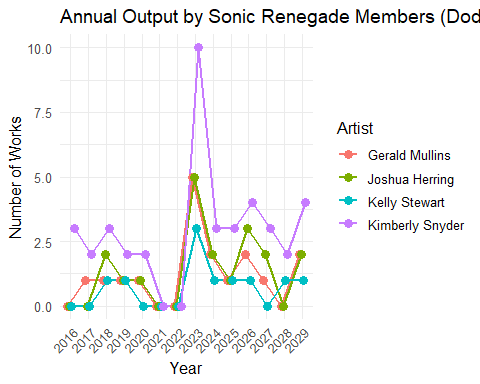 Annual Output by Sonic Renegade Members (Dod
Number of Works
10.0
7.5
5.0
2.5
0.0
2016
2017
2018
2019
2020
2021
2022
2023
2024
2025
2026
2027
2028
2029
Year
Artist
Gerald Mullins
Joshua Herring
Kelly Stewart
Kimberly Snyder